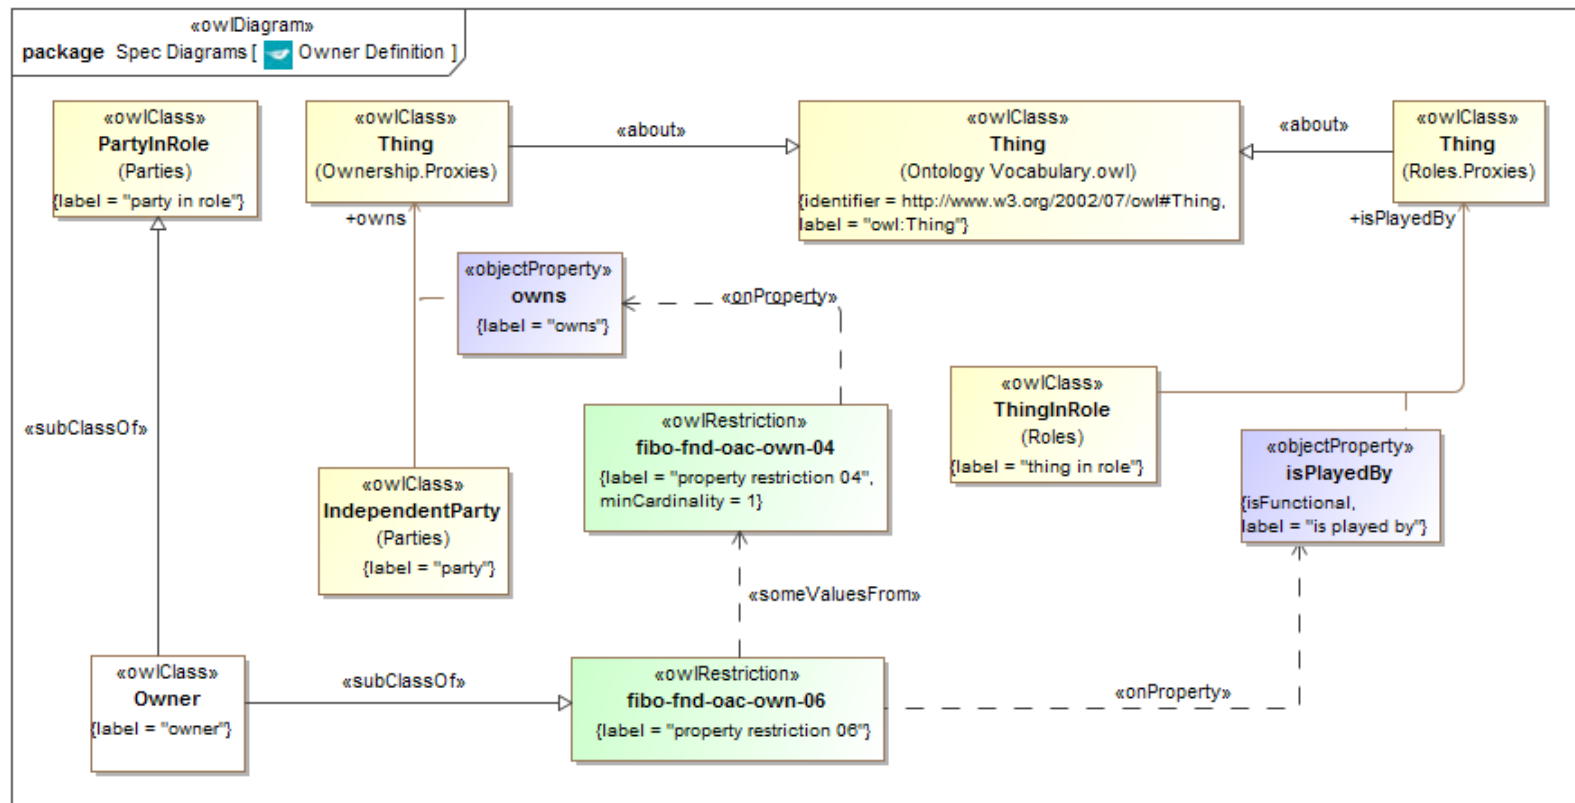 «owlDiagram»
package Spec Diagrams [ Owner Definition ]
«owlClass»
PartyInRole
(Parties)
{label = "party in role"}
«owlClass»
Thing
(Ownership.Proxies)
«about»
«owlClass»
Thing
(Ontology Vocabulary.owl)
{identifier = http://www.w3.org/2002/07/owl#Thing,
label = "owl:Thing"}
«about»
«owlClass»
Thing
(Roles.Proxies)
+owns
+isPlayedBy
«objectProperty»
owns
{label = "owns"}
«onProperty»
«subClassOf»
«owlRestriction»
fibo-fnd-oac-own-04
{label = "property restriction 04",
minCardinality = 1}
«owlClass»
ThingInRole
(Roles)
{label = "thing in role"}
«objectProperty»
isPlayedBy
{isFunctional,
label = "is played by"}
«owlClass»
IndependentParty
(Parties)
{label = "party"}
«someValuesFrom»
«owlClass»
Owner
{label = "owner"}
«subClassOf»
«owlRestriction»
fibo-fnd-oac-own-06
{label = "property restriction 06"}
«onProperty»